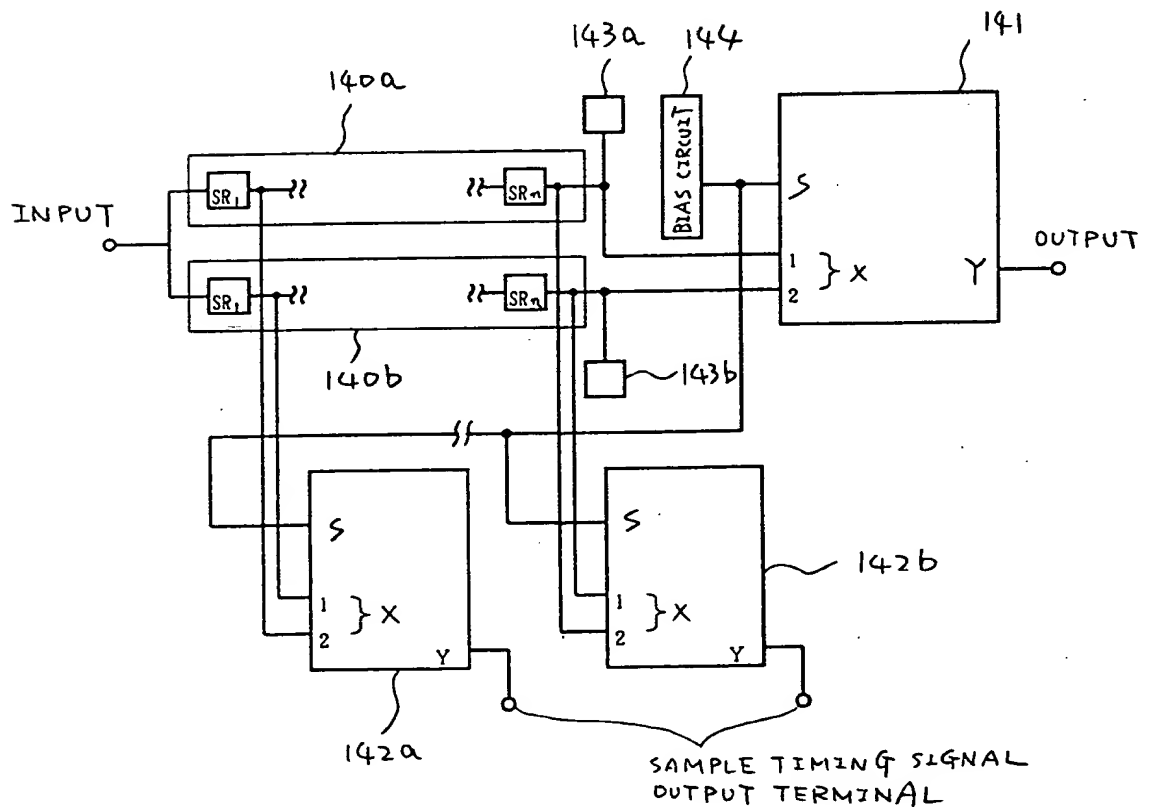 143a
144
141
140a
BIAS CIRCUIT
SR1
SRn
S
INPUT
OUTPUT
1
2
} X
Y
SR1
SRn
140b
143b
S
1
2
} X
Y
142a
S
1
2
} X
Y
142b
SAMPLE TIMING SIGNAL
OUTPUT TERMINAL